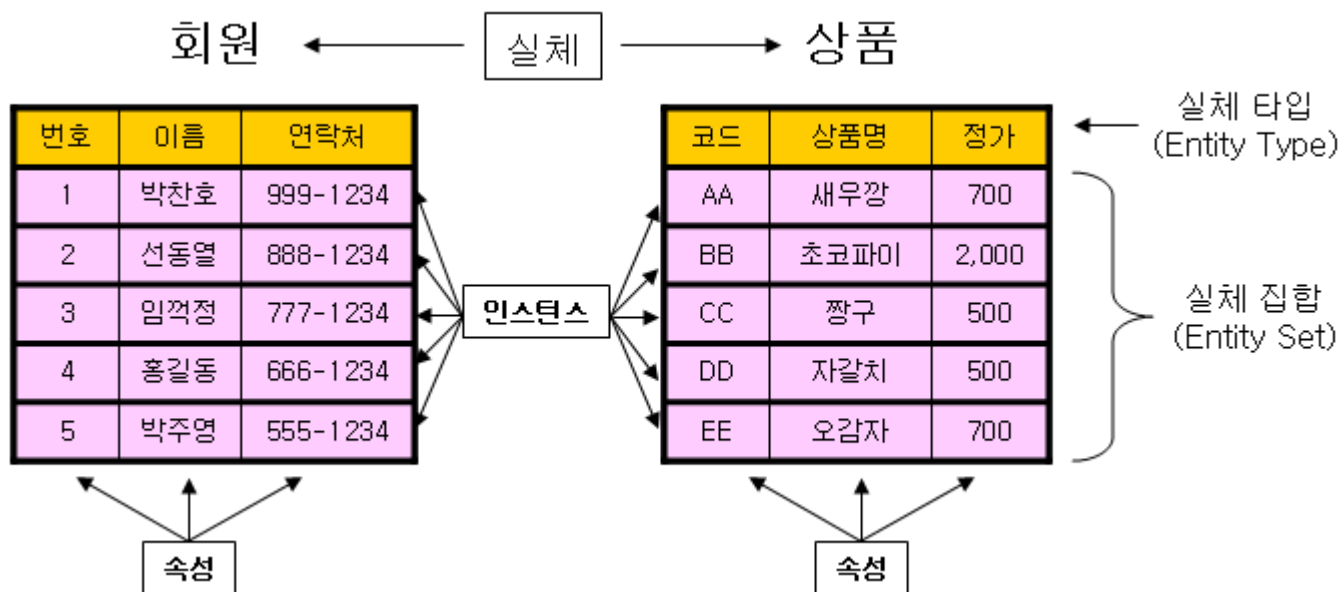 회원 실체 상품
번호 이름 연락처
1 박찬호 999-1234
2 선동열 888-1234
3 임꺽정 777-1234
4 홍길동 666-1234
5 박주영 555-1234
속성
인스턴스
코드 상품명 정가
AA 새우깡 700
BB 초코파이 2,000
CC 짱구 500
DD 자갈치 500
EE 오감자 700
속성
실체 타입
(Entity Type)
실체 집합
(Entity Set)